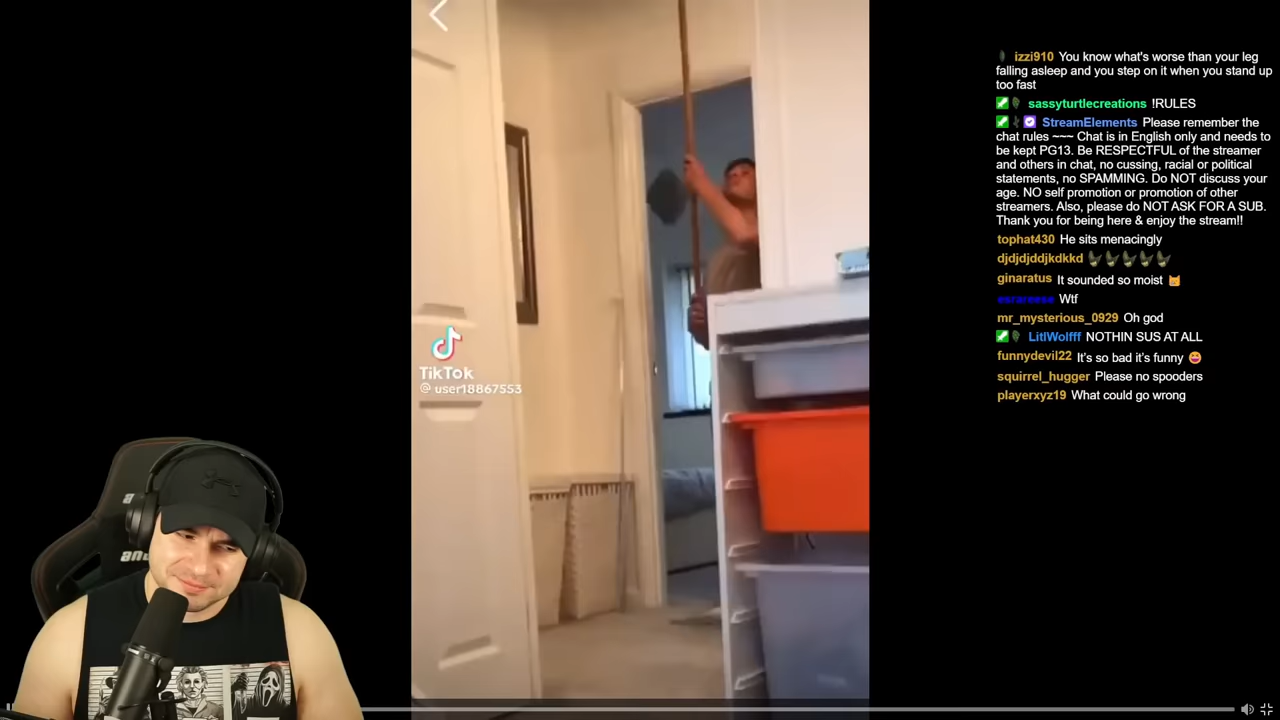 TikTok
@ user18867553
izzi910 You know what's worse than your leg
falling asleep and you step on it when you stand up
too fast
sassyturtlecreations !RULES
StreamElements Please remember the
chat rules ~~~ Chat is in English only and needs to
be kept PG13. Be RESPECTFUL of the streamer
and others in chat, no cussing, racial or political
statements, no SPAMMING. Do NOT discuss your
age. NO self promotion or promotion of other
streamers. Also, please do NOT ASK FOR A SUB.
Thank you for being here & enjoy the stream!!
tophat430 He sits menacingly
djdjdjddjkdkkd
ginaratus It sounded so moist
esrareese Wtf
mr_mysterious_0929 Oh god
LitlWolfff NOTHIN SUS AT ALL
funnydevil22 It's so bad it's funny
squirrel_hugger Please no spooders
playerxyz19 What could go wrong